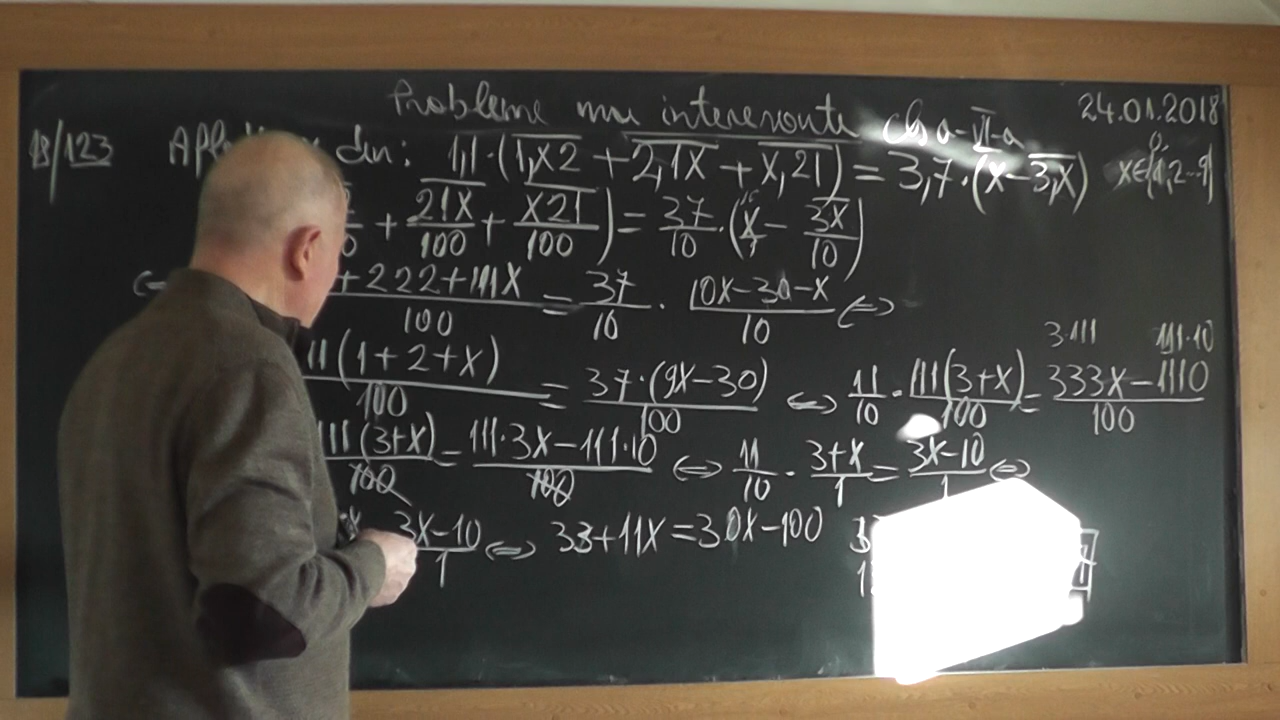 Probleme mai interesante cls a-VI-a 24.01.2018
18/123 din: 1,1·(1,x2 + 2,1x + x,21) = 3,7·(x-3,x) x∈{1,2...9}
+ 21x/100 + x21/100) = 37/10·(x/1 - 3x/10)
+222+111x/100 = 37/10 · 10x-30-x/10 ⇔
3·111 111·10
11(1+2+x)/100 = 37·(9x-30)/100 ⇔ 11/10 · 111(3+x)/100 = 333x-1110/100
111(3+x)/100 = 111·3x-111·10/100 ⇔ 11/10 · 3+x/1 = 3x-10/1 ⇔
3x-10/1 ⇔ 33+11x=30x-100